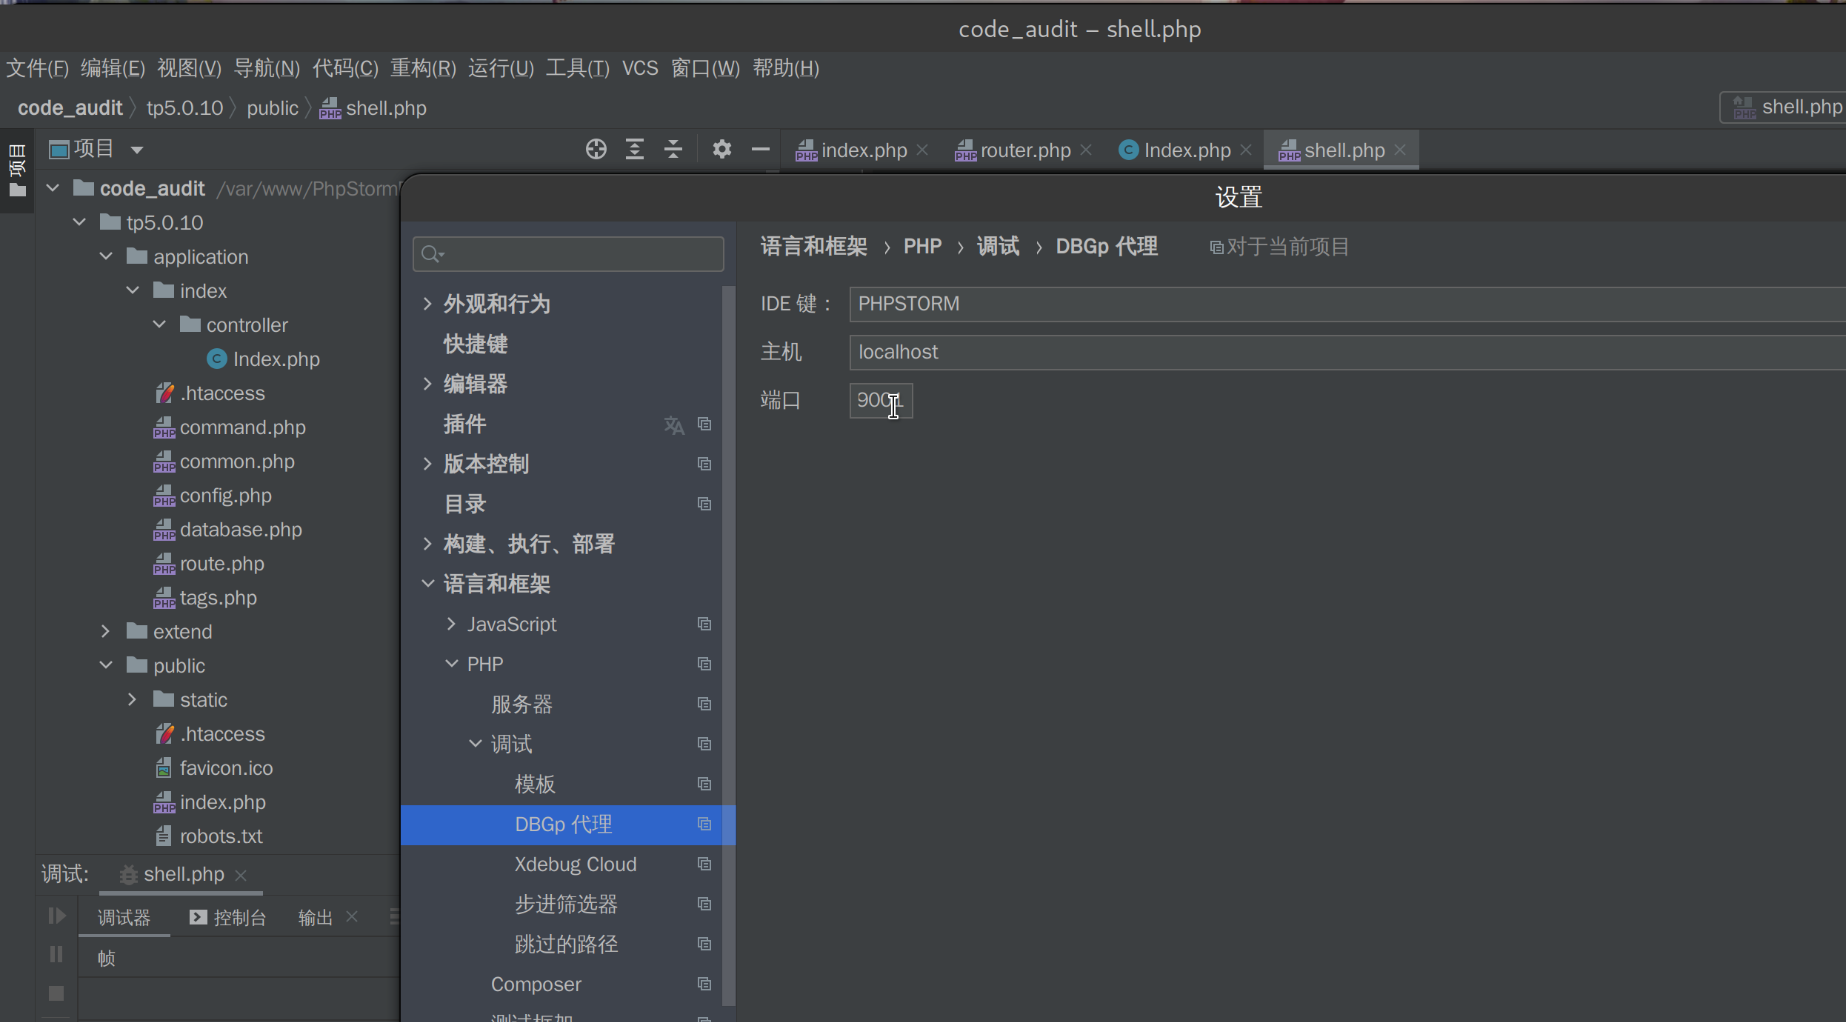 code_audit – shell.php
文件(F) 编辑(E) 视图(V) 导航(N) 代码(C) 重构(R) 运行(U) 工具(T) VCS 窗口(W) 帮助(H)
code_audit tp5.0.10 public shell.php
shell.php
项目
项目
index.php
router.php
Index.php
shell.php
code_audit /var/www/PhpStorm
tp5.0.10
application
index
controller
Index.php
.htaccess
command.php
common.php
config.php
database.php
route.php
tags.php
extend
public
static
.htaccess
favicon.ico
index.php
robots.txt
调试: shell.php
调试器 控制台 输出
帧
设置
外观和行为
快捷键
编辑器
插件
版本控制
目录
构建、执行、部署
语言和框架
JavaScript
PHP
服务器
调试
模板
DBGp 代理
Xdebug Cloud
步进筛选器
跳过的路径
Composer
测试框架
语言和框架 › PHP › 调试 › DBGp 代理 对于当前项目
IDE 键： PHPSTORM
主机 localhost
端口 9001